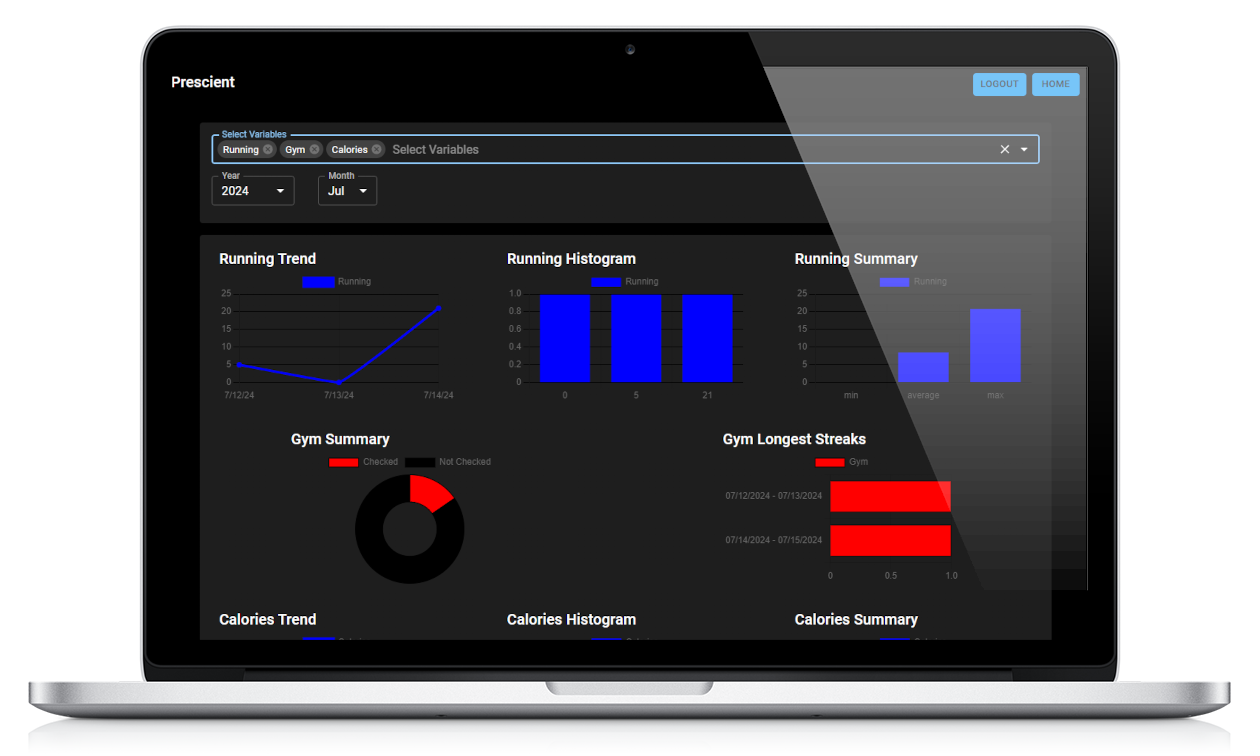 Prescient
LOGOUT HOME
Select Variables
Running Gym Calories Select Variables
Year Month
2024 Jul
Running Trend Running Histogram Running Summary
Running Running Running
25 1.0 25
20 0.8 20
15 0.6 15
10 0.4 10
5 0.2 5
0 0 0
7/12/24 7/13/24 7/14/24 0 5 21 min average max
Gym Summary Gym Longest Streaks
Checked Not Checked Gym
07/12/2024 - 07/13/2024
07/14/2024 - 07/15/2024
0 0.5 1.0
Calories Trend Calories Histogram Calories Summary